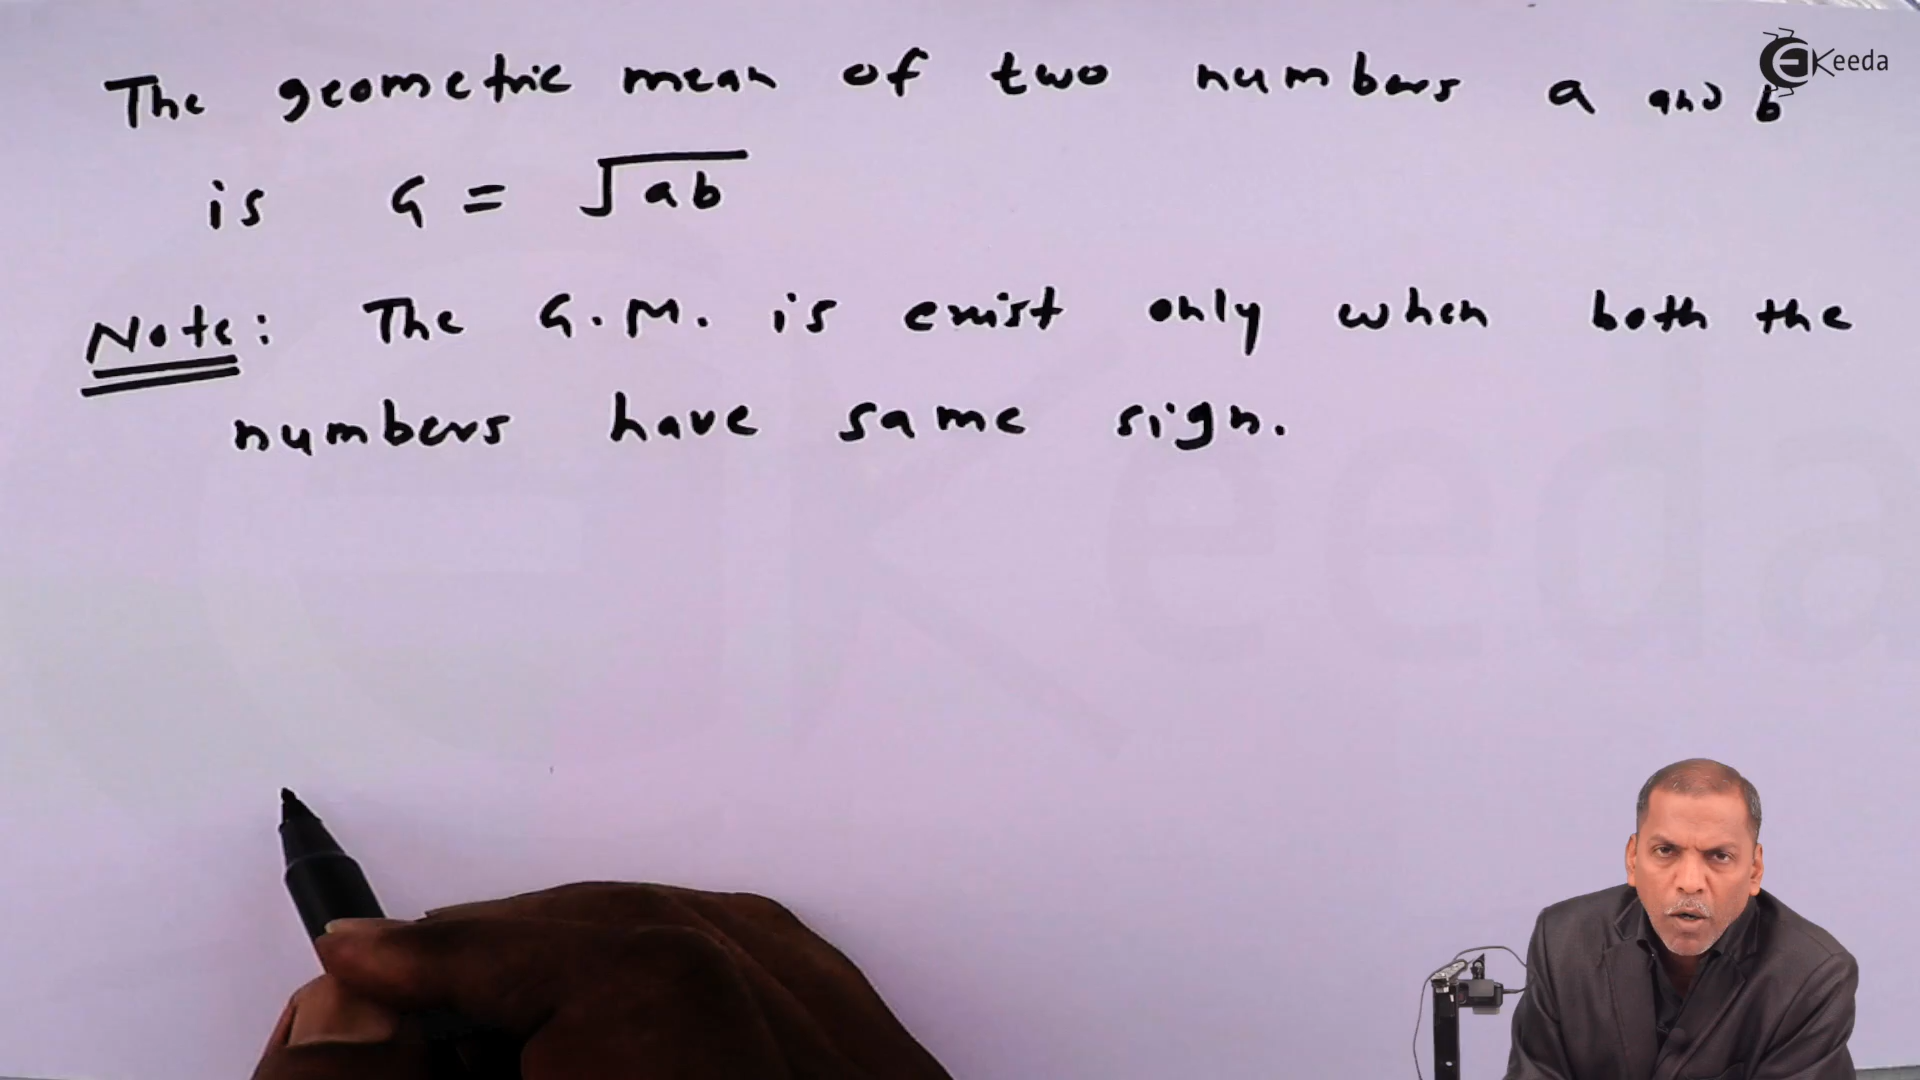 The geometric mean of two numbers a and b
is G = √ab
Note: The G.M. is exist only when both the
numbers have same sign.
Keeda
Keeda